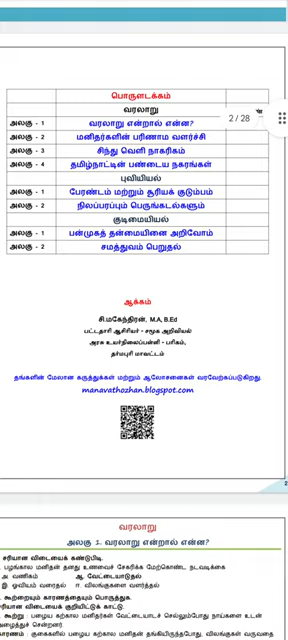 பொருளடக்கம்
வரலாறு
2 / 28
அலகு - 1 வரலாறு என்றால் என்ன?
அலகு - 2 மனிதர்களின் பரிணாம வளர்ச்சி
அலகு - 3 சிந்து வெளி நாகரிகம்
அலகு - 4 தமிழ்நாட்டின் பண்டைய நகரங்கள்
புவியியல்
அலகு - 1 பேரண்டம் மற்றும் சூரியக் குடும்பம்
அலகு - 2 நிலப்பரப்பும் பெருங்கடல்களும்
குடிமையியல்
அலகு - 1 பன்முகத் தன்மையினை அறிவோம்
அலகு - 2 சமத்துவம் பெறுதல்
ஆக்கம்
சி.மகேந்திரன், M.A, B.Ed
பட்டதாரி ஆசிரியர் - சமூக அறிவியல்
அரசு உயர்நிலைப்பள்ளி - பரிகம்,
தர்மபுரி மாவட்டம்
தங்களின் மேலான கருத்துக்கள் மற்றும் ஆலோசனைகள் வரவேற்கப்படுகிறது.
manavathozhan.blogspot.com
2
வரலாறு
அலகு 1- வரலாறு என்றால் என்ன?
சரியான விடையைக் கண்டுபிடி.
பழங்கால மனிதன் தனது உணவைச் சேகரிக்க மேற்கொண்ட நடவடிக்கை
அ. வணிகம் ஆ. வேட்டையாடுதல்
இ. ஓவியம் வரைதல் ஈ. விலங்குகளை வளர்த்தல்
கூற்றையும் காரணத்தையும் பொருத்துக.
சரியான விடையைக் குறியிட்டுக் காட்டு.
கூற்று : பழைய கற்கால மனிதர்கள் வேட்டையாடச் செல்லும்போது நாய்களை உடன்
அழைத்துச் சென்றனர்.
காரணம் குகைகளில் பழைய கற்கால மனிதன் தங்கியிருந்தபோது, விலங்குகள் வருவதை